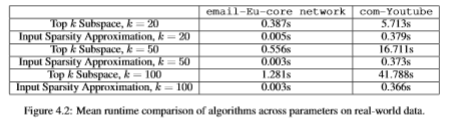 email-Eu-core network com-Youtube
Top k Subspace, k = 20 0.387s 5.713s
Input Sparsity Approximation, k = 20 0.005s 0.379s
Top k Subspace, k = 50 0.556s 16.711s
Input Sparsity Approximation, k = 50 0.003s 0.373s
Top k Subspace, k = 100 1.281s 41.788s
Input Sparsity Approximation, k = 100 0.003s 0.366s
Figure 4.2: Mean runtime comparison of algorithms across parameters on real-world data.